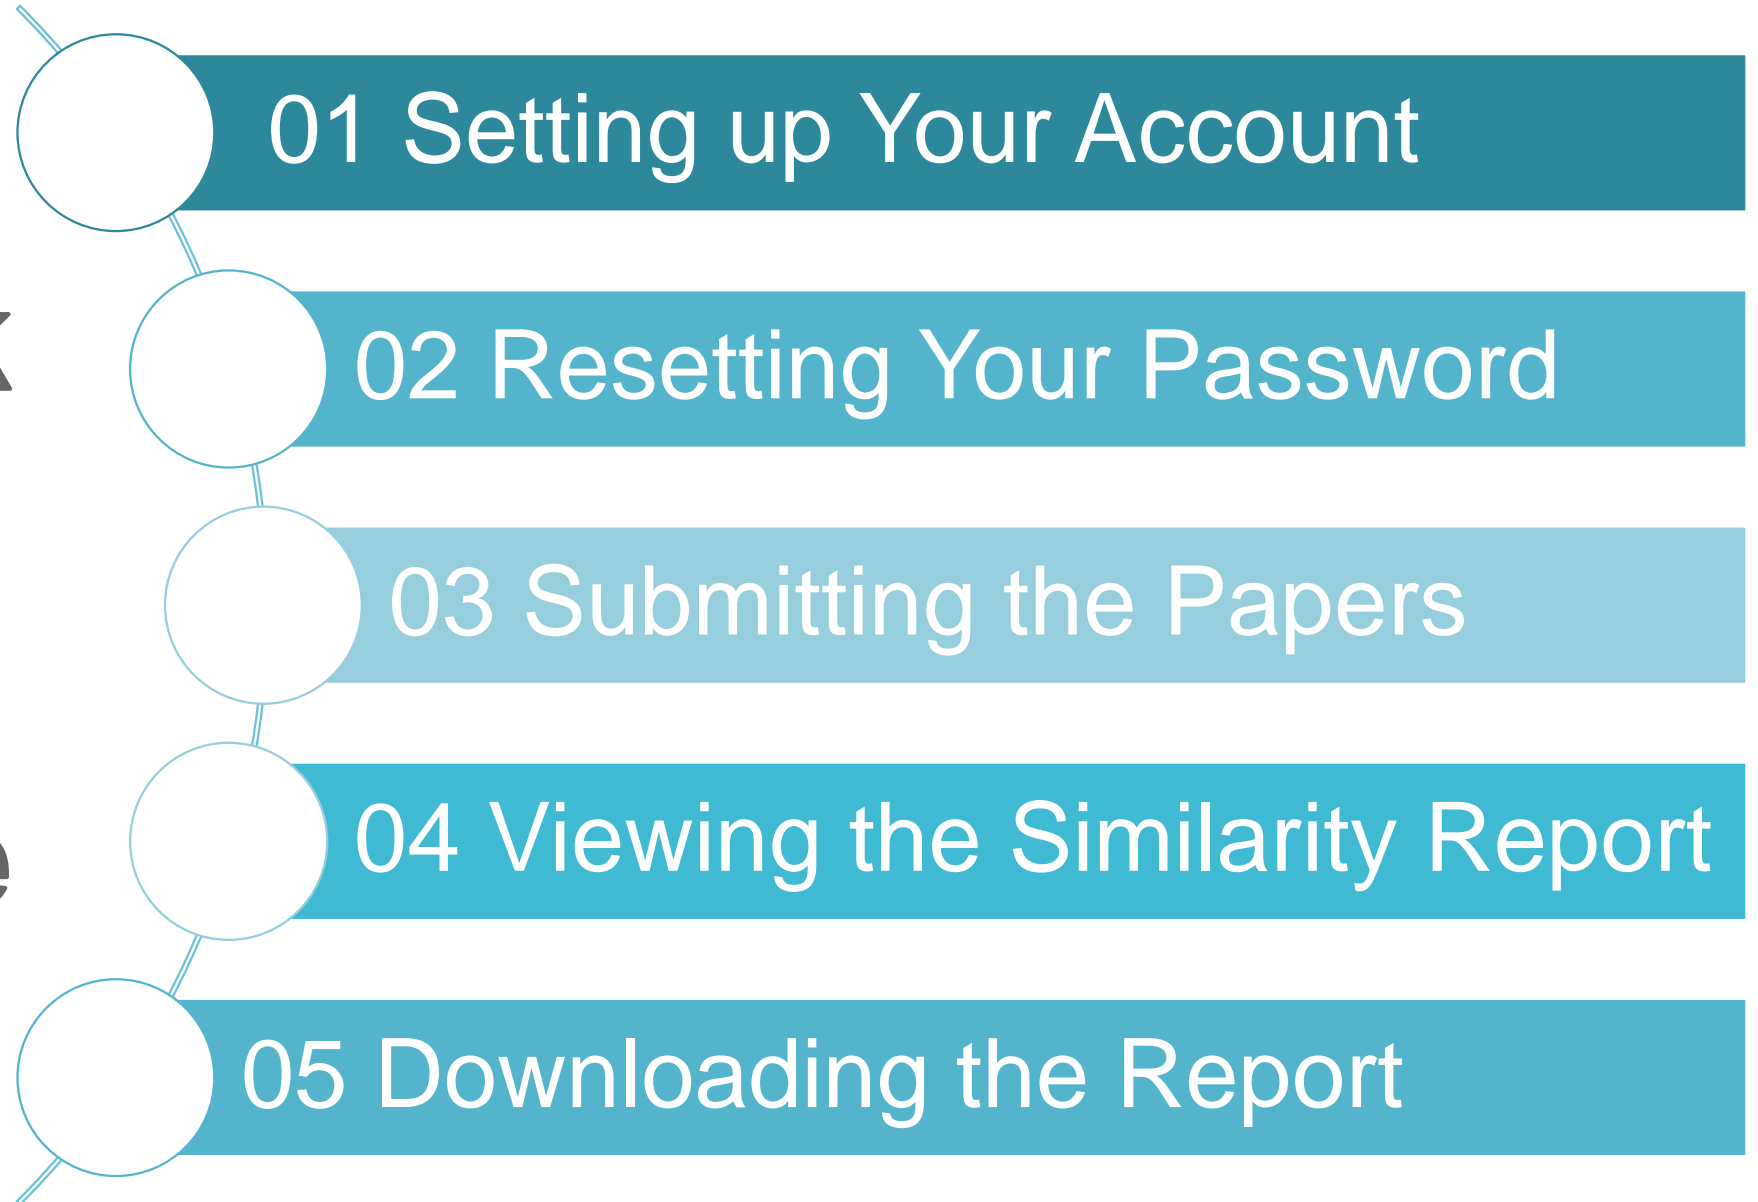 01 Setting up Your Account
02 Resetting Your Password
03 Submitting the Papers
04 Viewing the Similarity Report
05 Downloading the Report